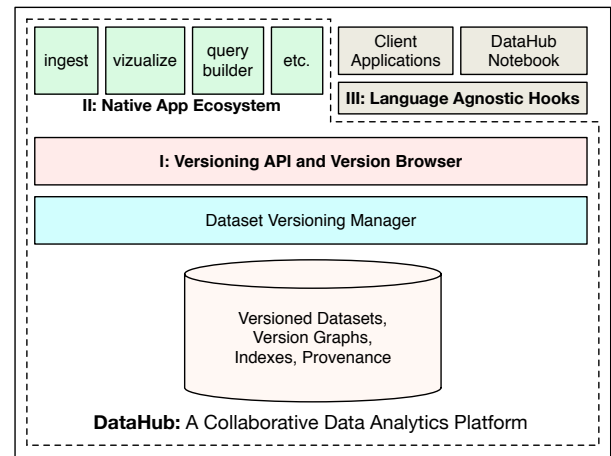 ingest
vizualize
query
builder
etc.
II: Native App Ecosystem
Client
Applications
DataHub
Notebook
III: Language Agnostic Hooks
I: Versioning API and Version Browser
Dataset Versioning Manager
Versioned Datasets,
Version Graphs,
Indexes, Provenance
DataHub: A Collaborative Data Analytics Platform